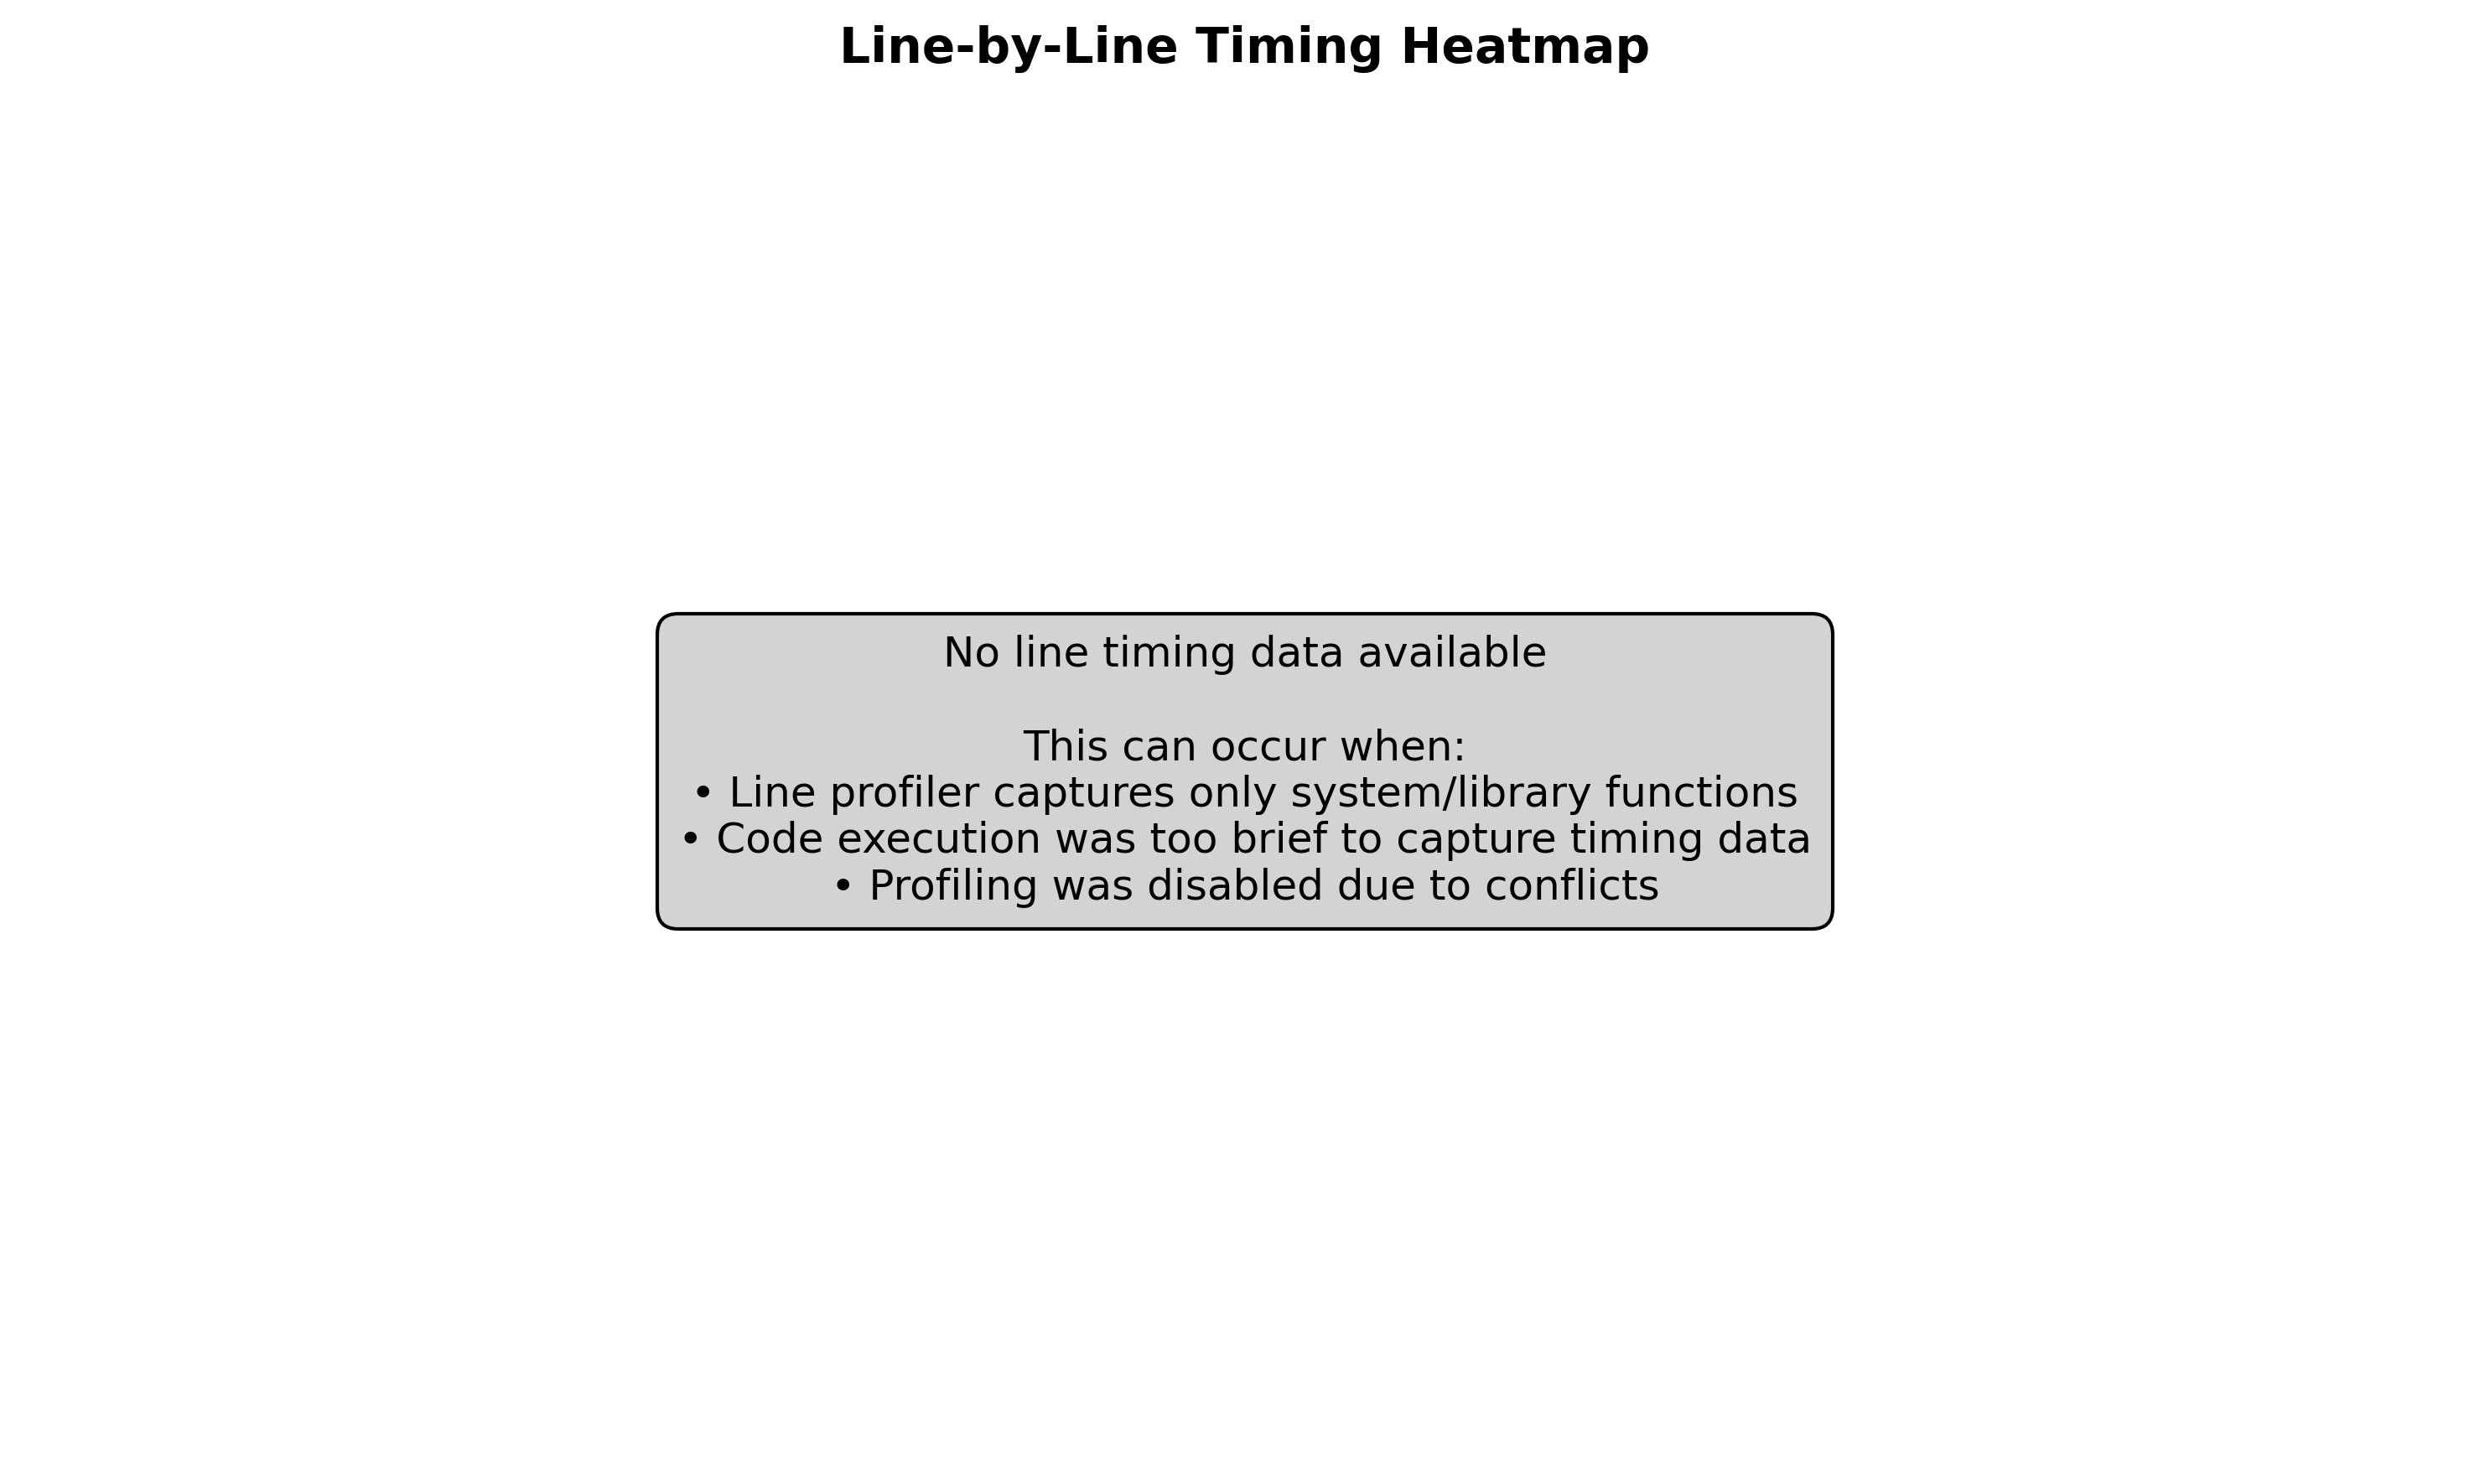 Line-by-Line Timing Heatmap
No line timing data available
This can occur when:
• Line profiler captures only system/library functions
• Code execution was too brief to capture timing data
• Profiling was disabled due to conflicts